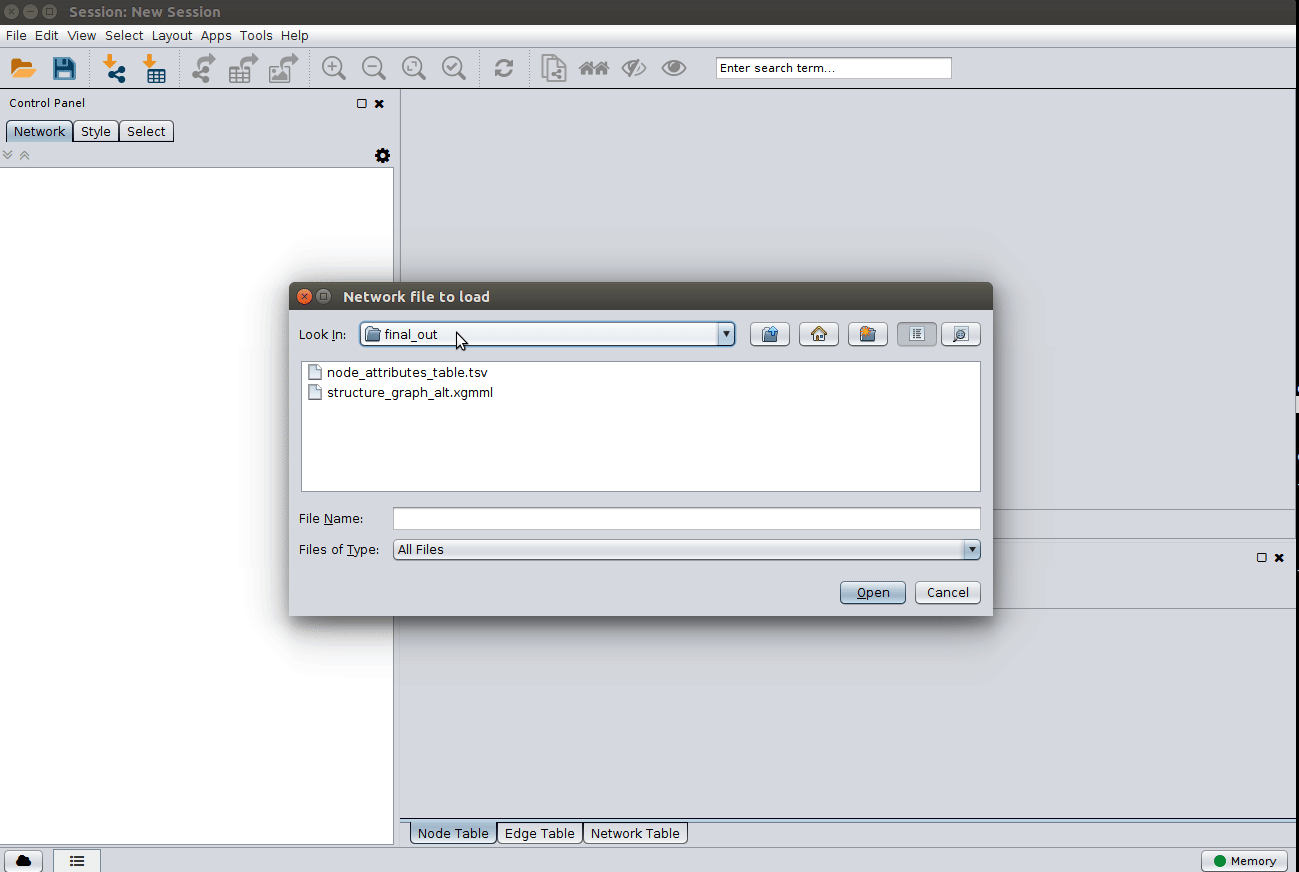 Session: New Session
File Edit View Select Layout Apps Tools Help
Enter search term...
Control Panel
Network Style Select
Network file to load
Look In: final_out
node_attributes_table.tsv
structure_graph_alt.xgmml
File Name:
Files of Type: All Files
Open Cancel
Node Table Edge Table Network Table
Memory